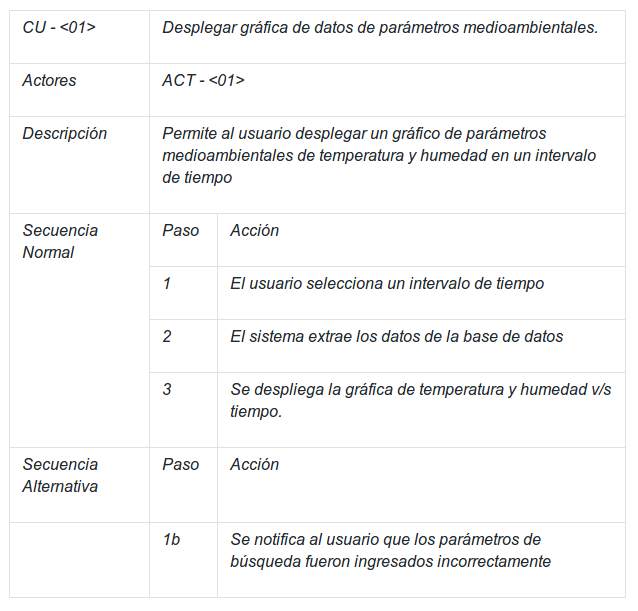 CU - <01>
Desplegar gráfica de datos de parámetros medioambientales.
Actores
ACT - <01>
Descripción
Permite al usuario desplegar un gráfico de parámetros
medioambientales de temperatura y humedad en un intervalo
de tiempo
Secuencia
Normal
Paso
Acción
1
El usuario selecciona un intervalo de tiempo
2
El sistema extrae los datos de la base de datos
3
Se despliega la gráfica de temperatura y humedad v/s
tiempo.
Secuencia
Alternativa
Paso
Acción
1b
Se notifica al usuario que los parámetros de
búsqueda fueron ingresados incorrectamente